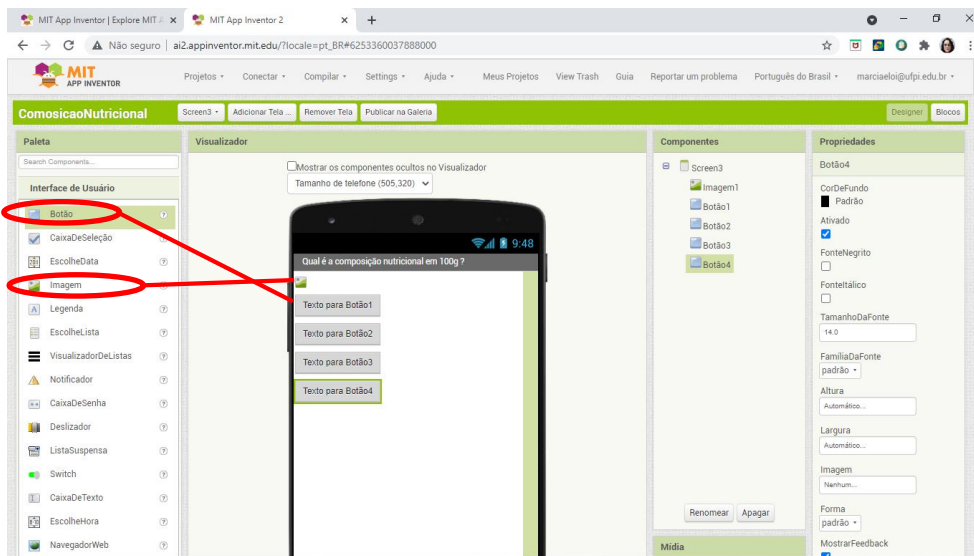 MIT App Inventor | Explore MIT A
MIT App Inventor 2
Não seguro | ai2.appinventor.mit.edu/?locale=pt_BR#6253360037888000
MIT
APP INVENTOR
Projetos
Conectar
Compilar
Settings
Ajuda
Meus Projetos
View Trash
Guia
Reportar um problema
Português do Brasil
marciaeloi@ufpi.edu.br
ComosicaoNutricional
Screen3
Adicionar Tela ...
Remover Tela
Publicar na Galeria
Designer
Blocos
Paleta
Search Components...
Interface de Usuário
Botão
CaixaDeSeleção
EscolheData
Imagem
Legenda
EscolheLista
VisualizadorDeListas
Notificador
CaixaDeSenha
Deslizador
ListaSuspensa
Switch
CaixaDeTexto
EscolheHora
NavegadorWeb
Visualizador
Mostrar os componentes ocultos no Visualizador
Tamanho de telefone (505,320)
9:48
Qual é a composição nutricional em 100g ?
Texto para Botão1
Texto para Botão2
Texto para Botão3
Texto para Botão4
Componentes
Screen3
Imagem1
Botão1
Botão2
Botão3
Botão4
Renomear
Apagar
Mídia
Propriedades
Botão4
CorDeFundo
Padrão
Ativado
FonteNegrito
FonteItálico
TamanhoDaFonte
14.0
FamiliaDaFonte
padrão
Altura
Automático...
Largura
Automático...
Imagem
Nenhum...
Forma
padrão
MostrarFeedback